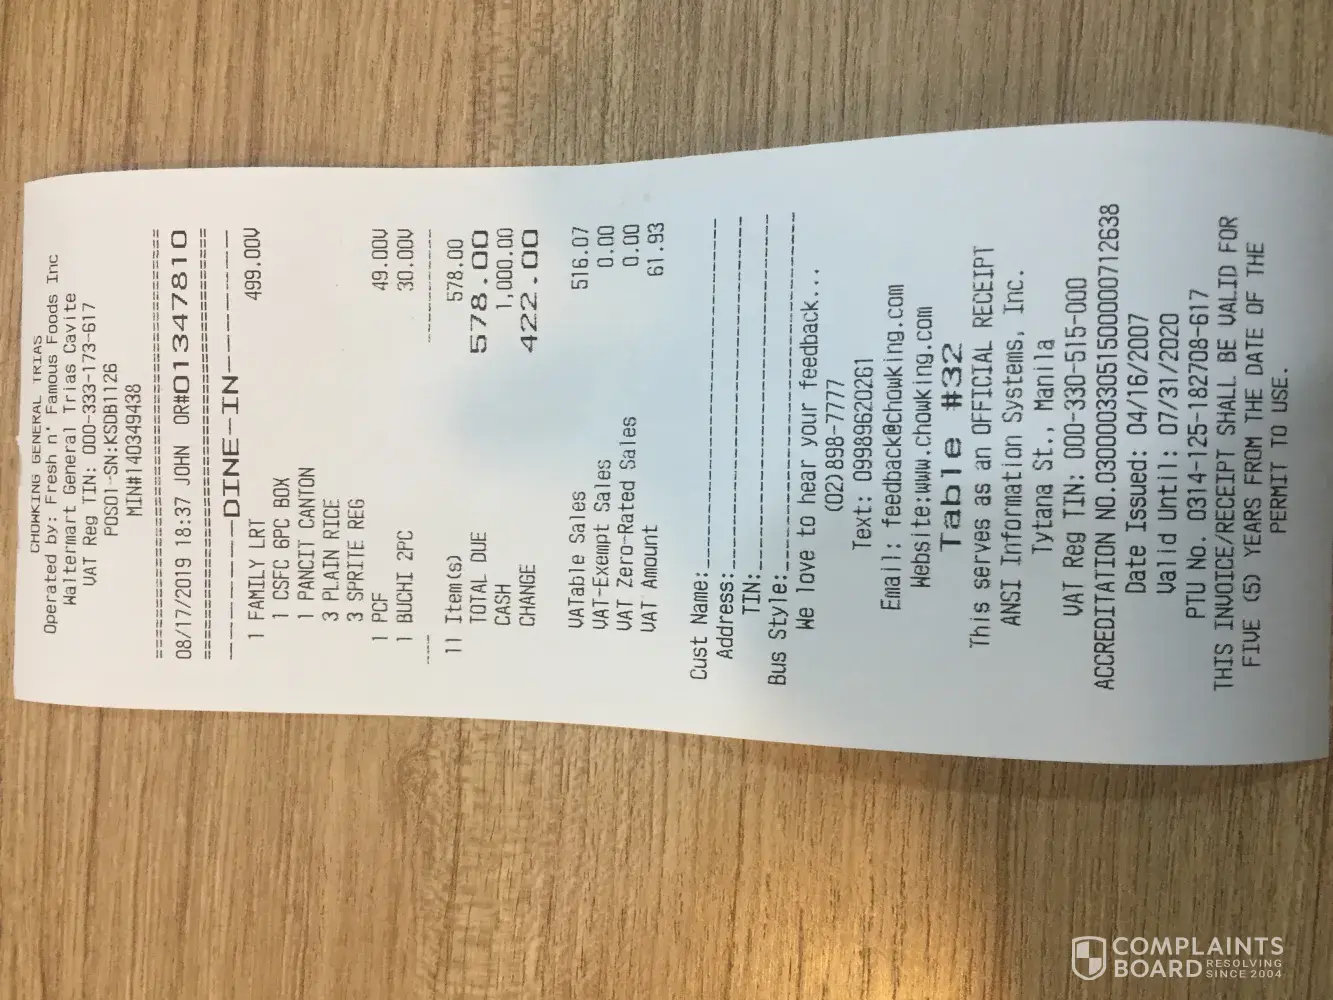 CHOWKING GENERAL TRIAS
Operated by: Fresh n' Famous Foods Inc
Waltermart General Trias Cavite
VAT Reg TIN: 000-333-173-617
POS01-SN:KSDB1126
MIN#140349438
========================================
08/17/2019 18:37 JOHN OR#01347810
========================================
--------DINE-IN--------
1 FAMILY LRT 499.00V
1 CSFC 6PC BOX
1 PANCIT CANTON
3 PLAIN RICE
3 SPRITE REG
1 PCF 49.00V
1 BUCHI 2PC 30.00V
11 Item(s) 578.00
TOTAL DUE 578.00
CASH 1,000.00
CHANGE 422.00
VATable Sales 516.07
VAT-Exempt Sales 0.00
VAT Zero-Rated Sales 0.00
VAT Amount 61.93
Cust Name:______________________________
Address:______________________________
TIN:______________________________
Bus Style:______________________________
We love to hear your feedback...
(02)898-7777
Text: 09989620261
Email: feedback@chowking.com
Website:www.chowking.com
Table #32
This serves as an OFFICIAL RECEIPT
ANSI Information Systems, Inc.
Tytana St., Manila
VAT Reg TIN: 000-330-515-000
ACCREDITATION NO.03000033051500000712638
Date Issued: 04/16/2007
Valid Until: 07/31/2020
PTU No. 0314-125-182708-617
THIS INVOICE/RECEIPT SHALL BE VALID FOR
FIVE (5) YEARS FROM THE DATE OF THE
PERMIT TO USE.
COMPLAINTS
BOARD RESOLVING
SINCE 2004